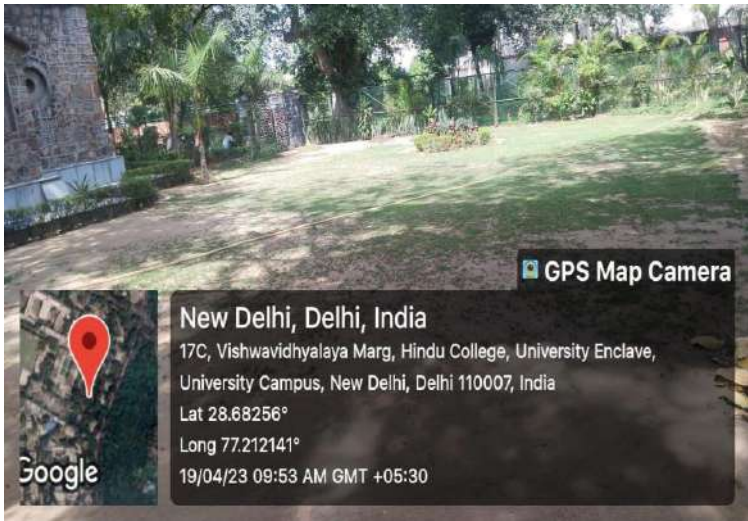 GPS Map Camera
New Delhi, Delhi, India
17C, Vishwavidhyalaya Marg, Hindu College, University Enclave,
University Campus, New Delhi, Delhi 110007, India
Lat 28.68256°
Long 77.212141°
19/04/23 09:53 AM GMT +05:30
Google